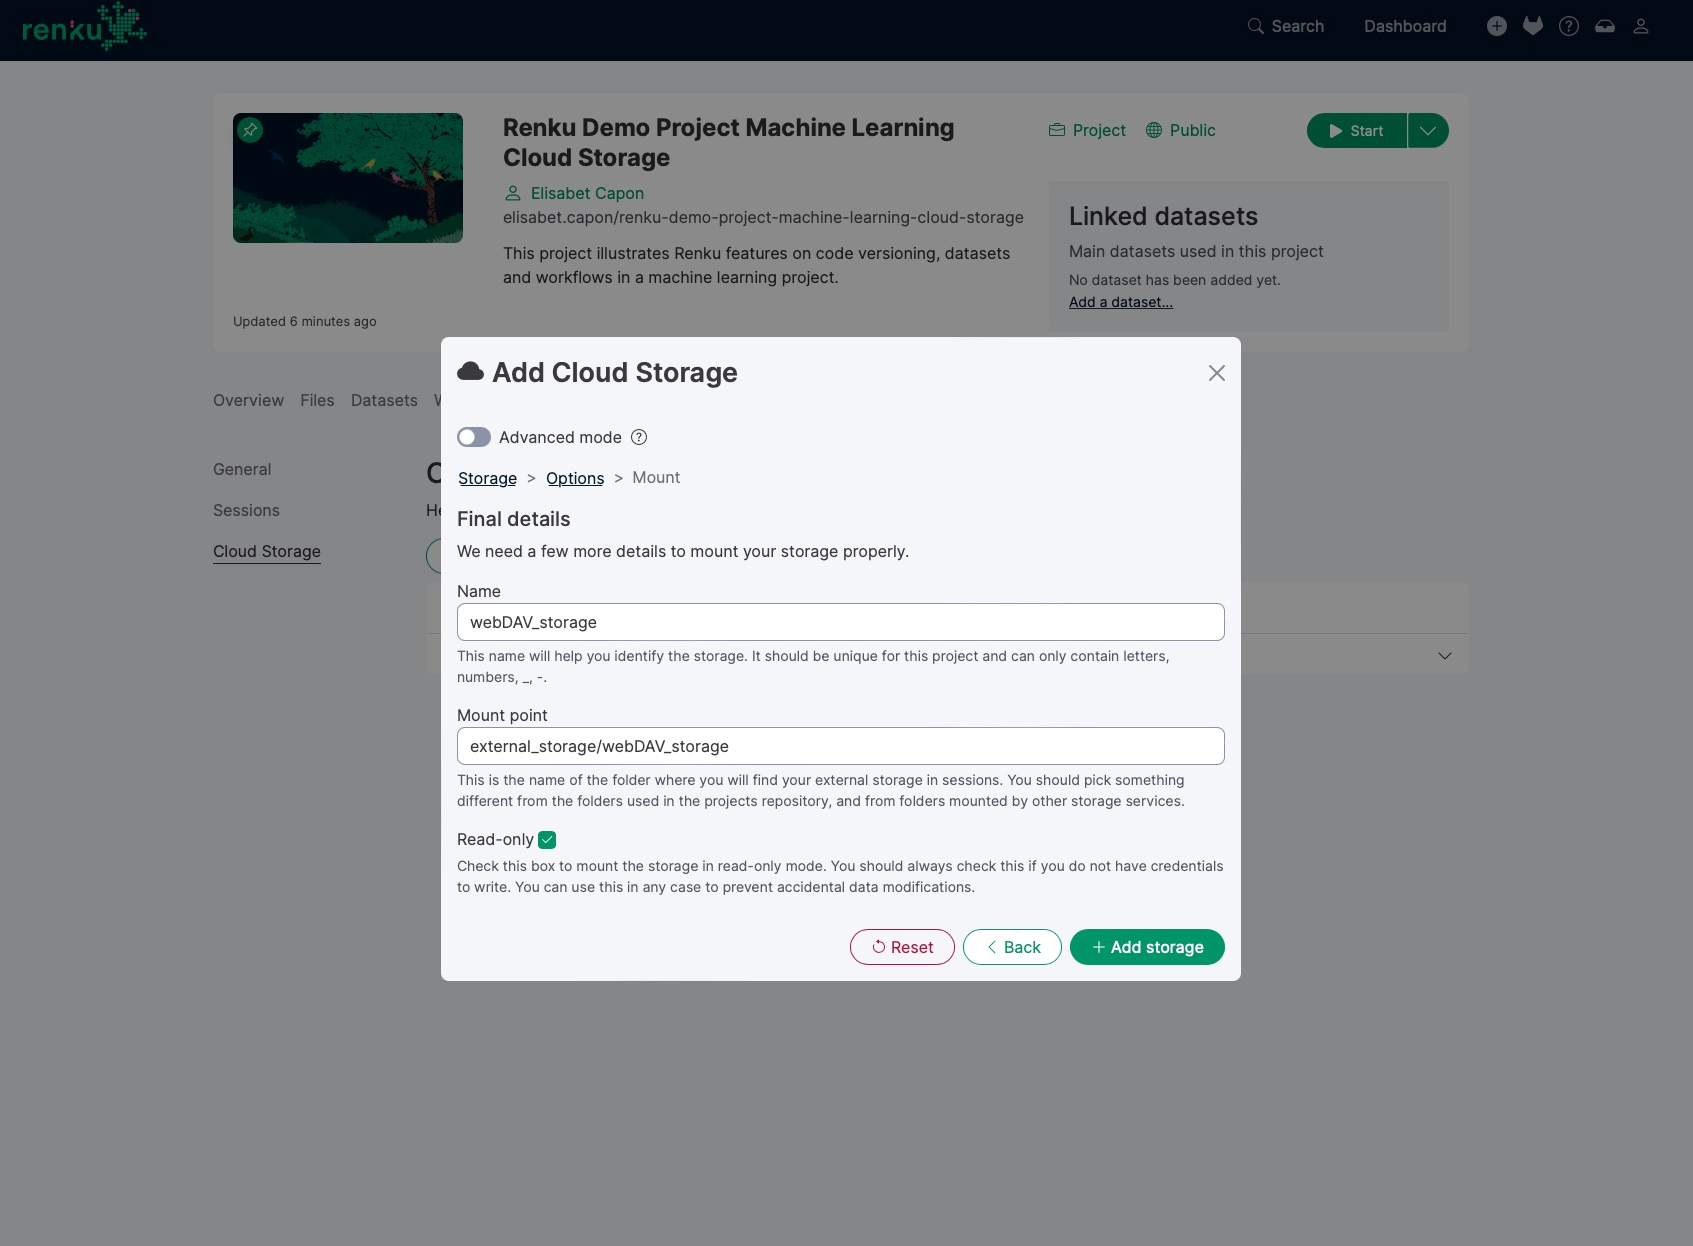 renku
Search
Dashboard
Renku Demo Project Machine Learning
Cloud Storage
Elisabet Capon
elisabet.capon/renku-demo-project-machine-learning-cloud-storage
This project illustrates Renku features on code versioning, datasets
and workflows in a machine learning project.
Updated 6 minutes ago
Project
Public
Start
Linked datasets
Main datasets used in this project
No dataset has been added yet.
Add a dataset...
Overview
Files
Datasets
General
Sessions
Cloud Storage
Add Cloud Storage
Advanced mode
Storage > Options > Mount
Final details
We need a few more details to mount your storage properly.
Name
webDAV_storage
This name will help you identify the storage. It should be unique for this project and can only contain letters,
numbers, _, -.
Mount point
external_storage/webDAV_storage
This is the name of the folder where you will find your external storage in sessions. You should pick something
different from the folders used in the projects repository, and from folders mounted by other storage services.
Read-only
Check this box to mount the storage in read-only mode. You should always check this if you do not have credentials
to write. You can use this in any case to prevent accidental data modifications.
Reset
Back
Add storage